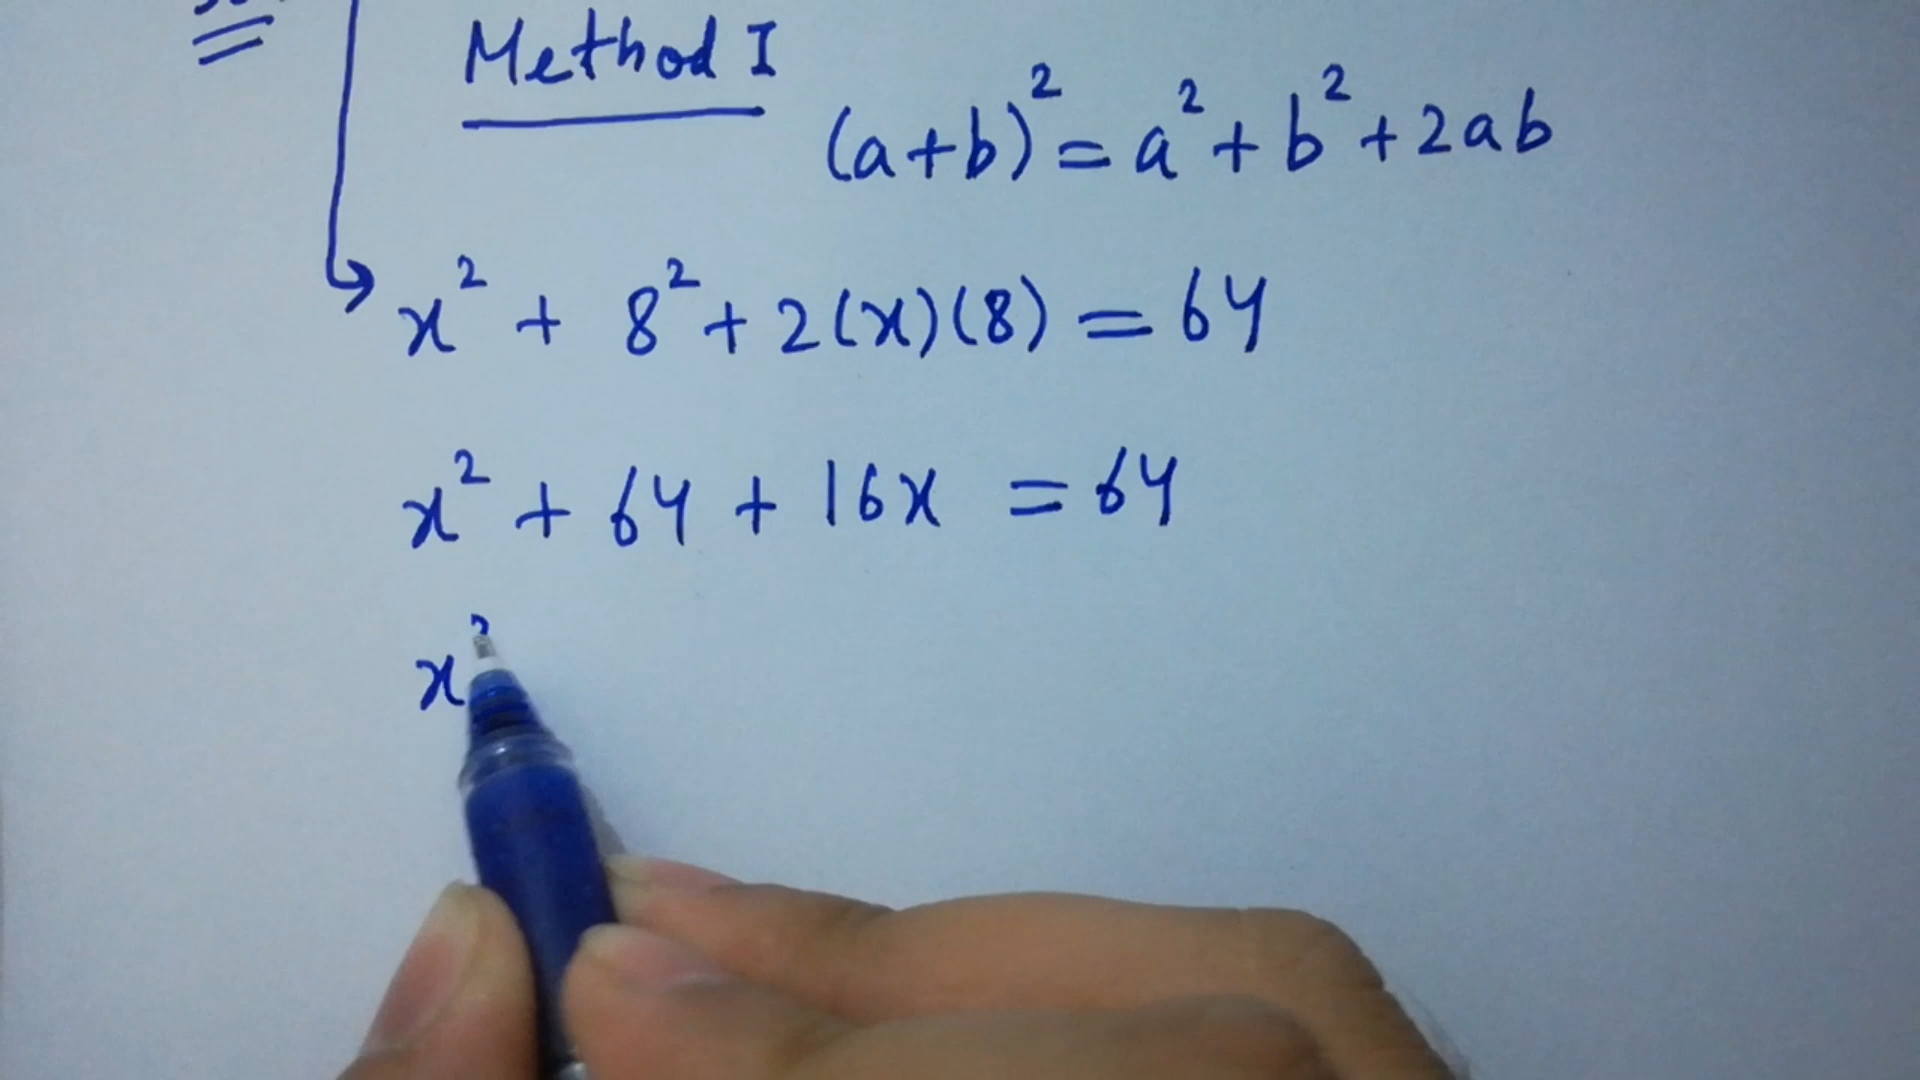 Method I
(a+b)² = a² + b² + 2ab
x² + 8² + 2(x)(8) = 64
x² + 64 + 16x = 64
x²